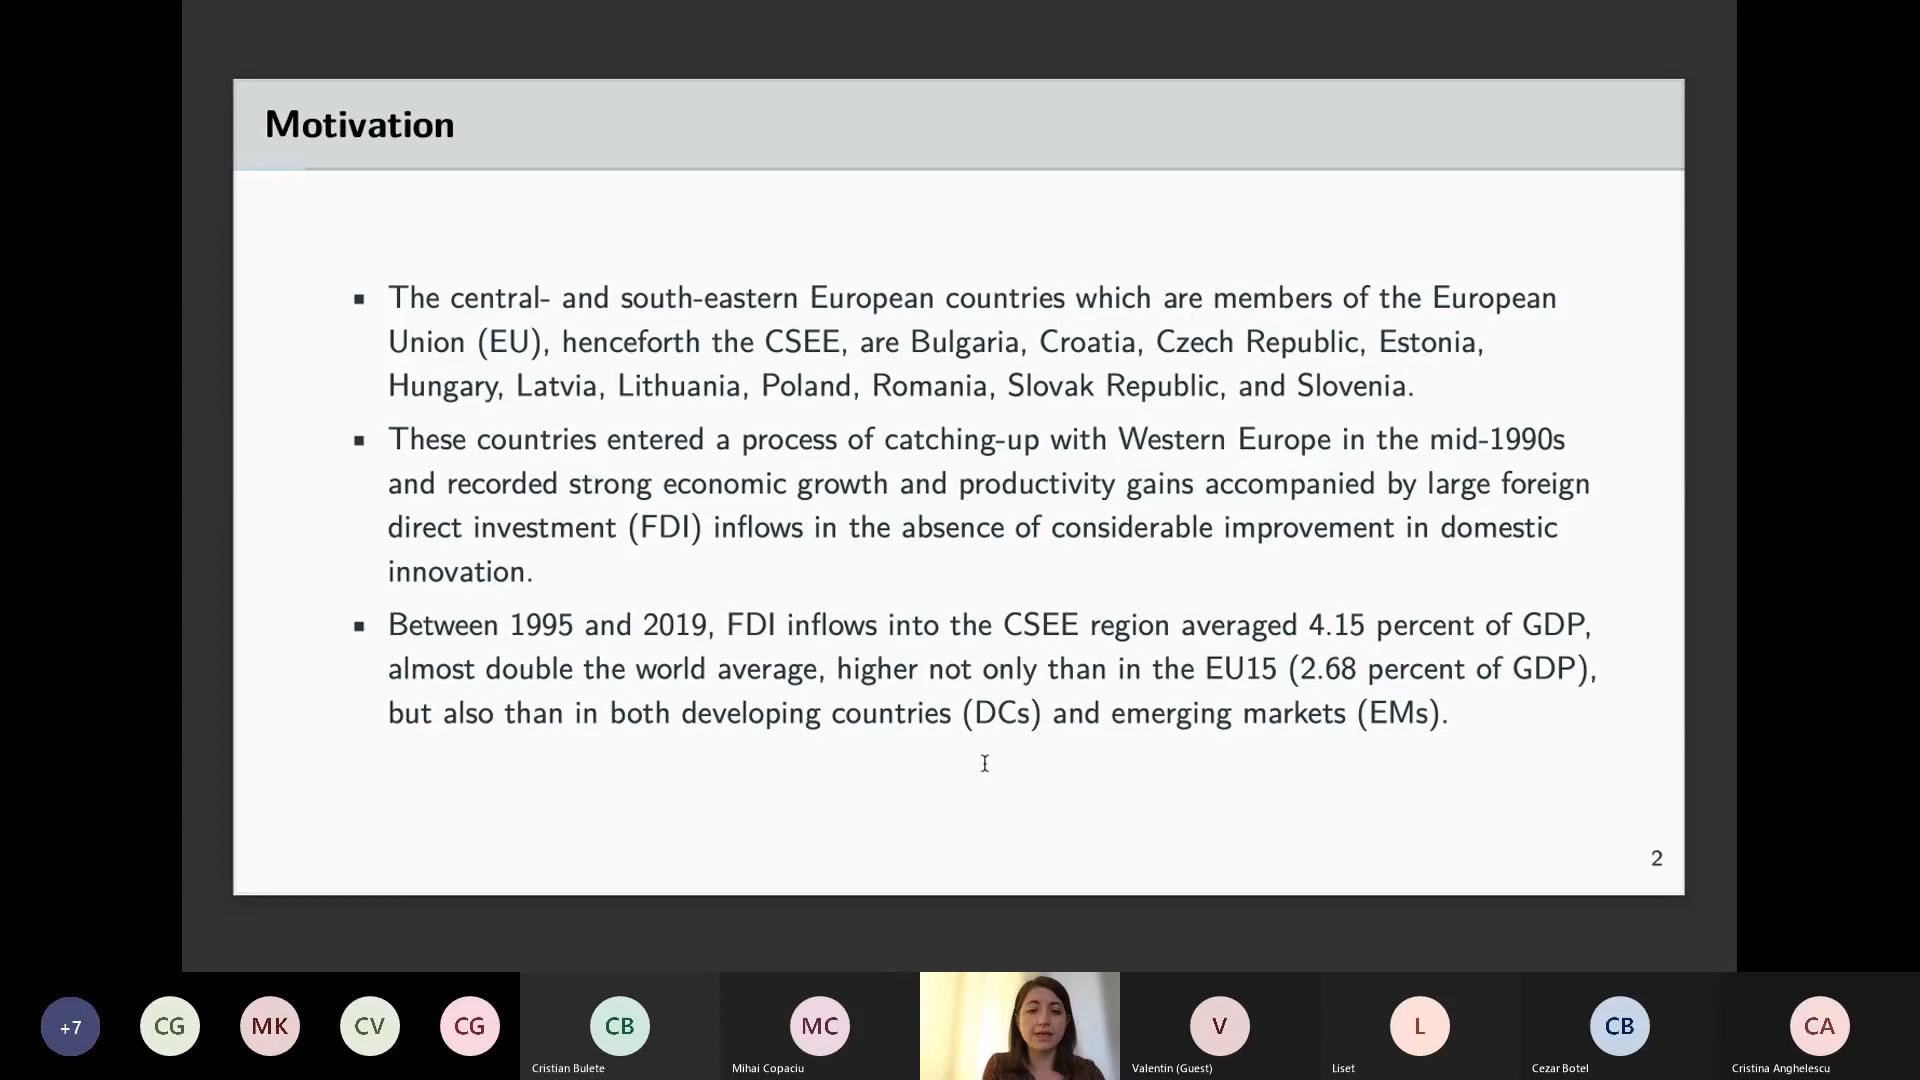 Motivation
The central- and south-eastern European countries which are members of the European
Union (EU), henceforth the CSEE, are Bulgaria, Croatia, Czech Republic, Estonia,
Hungary, Latvia, Lithuania, Poland, Romania, Slovak Republic, and Slovenia.
These countries entered a process of catching-up with Western Europe in the mid-1990s
and recorded strong economic growth and productivity gains accompanied by large foreign
direct investment (FDI) inflows in the absence of considerable improvement in domestic
innovation.
Between 1995 and 2019, FDI inflows into the CSEE region averaged 4.15 percent of GDP,
almost double the world average, higher not only than in the EU15 (2.68 percent of GDP),
but also than in both developing countries (DCs) and emerging markets (EMs).
2
+7 CG MK CV CG CB MC V L CB CA
Cristian Bulete Mihai Copaciu Valentin (Guest) Liset Cezar Botel Cristina Anghelescu